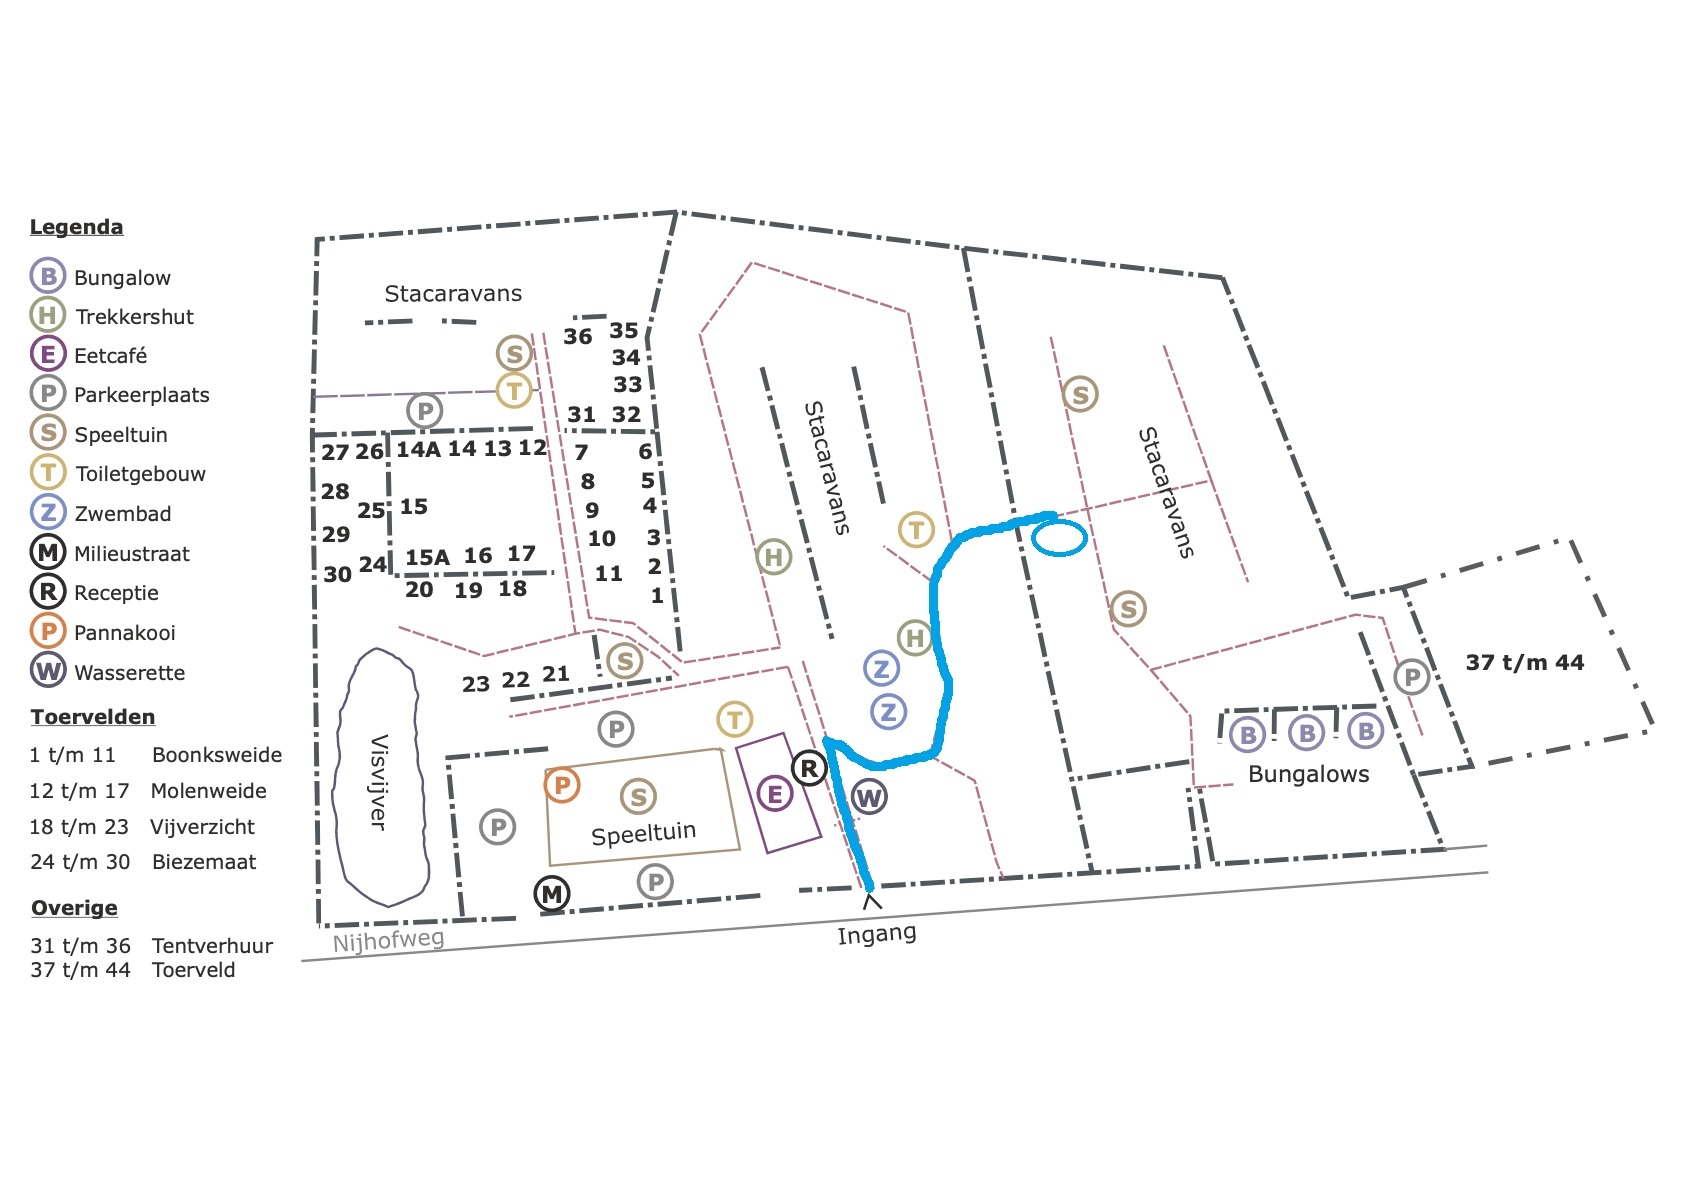 Legenda
B Bungalow
H Trekkershut
E Eetcafé
P Parkeerplaats
S Speeltuin
T Toiletgebouw
Z Zwembad
M Milieustraat
R Receptie
P Pannakooi
W Wasserette
Toervelden
1 t/m 11 Boonksweide
12 t/m 17 Molenweide
18 t/m 23 Vijverzicht
24 t/m 30 Biezemaat
Overige
31 t/m 36 Tentverhuur
37 t/m 44 Toerveld
Stacaravans
S
T
P
36 35
34
33
31 32
27 26 14A 14 13 12
28
25 15
29
24 15A 16 17
30
20 19 18
7 6
8 5
9 4
10 3
11 2
1
23 22 21
S
Visvijver
P
T
P
S
Speeltuin
P
E
R
W
M
P
Nijhofweg
Ingang
Stacaravans
H
T
H
Z
Z
S
Stacaravans
S
B B B
Bungalows
P
37 t/m 44